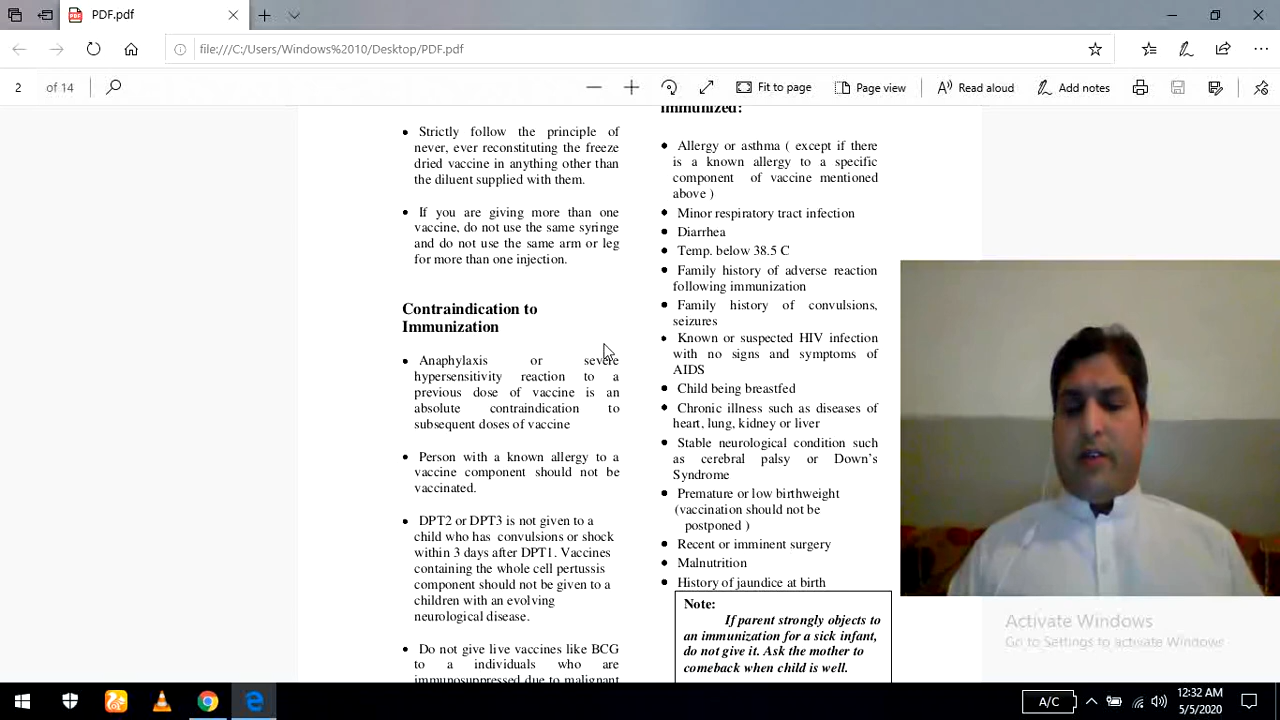 PDF.pdf
file:///C:/Users/Windows%2010/Desktop/PDF.pdf
2 of 14
Fit to page
Page view
Read aloud
Add notes
Strictly follow the principle of
never, ever reconstituting the freeze
dried vaccine in anything other than
the diluent supplied with them.
If you are giving more than one
vaccine, do not use the same syringe
and do not use the same arm or leg
for more than one injection.
Contraindication to
Immunization
Anaphylaxis or severe
hypersensitivity reaction to a
previous dose of vaccine is an
absolute contraindication to
subsequent doses of vaccine
Person with a known allergy to a
vaccine component should not be
vaccinated.
DPT2 or DPT3 is not given to a
child who has convulsions or shock
within 3 days after DPT1. Vaccines
containing the whole cell pertussis
component should not be given to a
children with an evolving
neurological disease.
Do not give live vaccines like BCG
to a individuals who are
immunosuppressed due to malignant
immunized:
Allergy or asthma ( except if there
is a known allergy to a specific
component of vaccine mentioned
above )
Minor respiratory tract infection
Diarrhea
Temp. below 38.5 C
Family history of adverse reaction
following immunization
Family history of convulsions,
seizures
Known or suspected HIV infection
with no signs and symptoms of
AIDS
Child being breastfed
Chronic illness such as diseases of
heart, lung, kidney or liver
Stable neurological condition such
as cerebral palsy or Down's
Syndrome
Premature or low birthweight
(vaccination should not be
postponed )
Recent or imminent surgery
Malnutrition
History of jaundice at birth
Note:
If parent strongly objects to
an immunization for a sick infant,
do not give it. Ask the mother to
comeback when child is well.
Activate Windows
Go to Settings to activate Windows
A/C
12:32 AM
5/5/2020